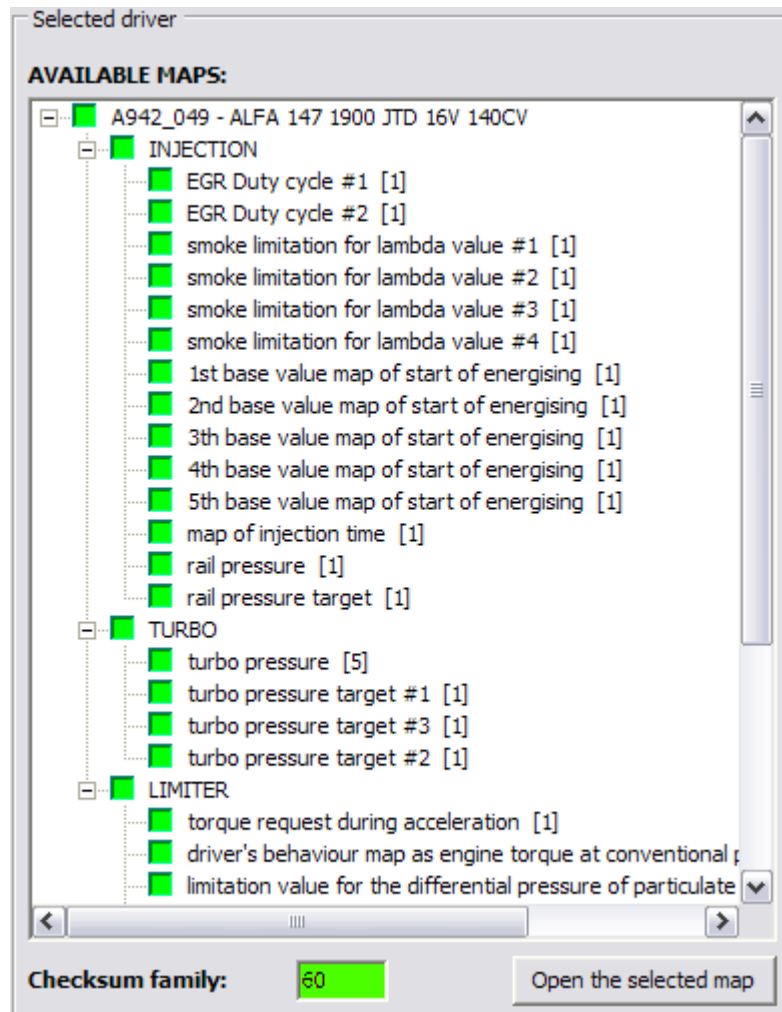 Selected driver
AVAILABLE MAPS:
A942_049 - ALFA 147 1900 JTD 16V 140CV
INJECTION
EGR Duty cycle #1 [1]
EGR Duty cycle #2 [1]
smoke limitation for lambda value #1 [1]
smoke limitation for lambda value #2 [1]
smoke limitation for lambda value #3 [1]
smoke limitation for lambda value #4 [1]
1st base value map of start of energising [1]
2nd base value map of start of energising [1]
3th base value map of start of energising [1]
4th base value map of start of energising [1]
5th base value map of start of energising [1]
map of injection time [1]
rail pressure [1]
rail pressure target [1]
TURBO
turbo pressure [5]
turbo pressure target #1 [1]
turbo pressure target #3 [1]
turbo pressure target #2 [1]
LIMITER
torque request during acceleration [1]
driver's behaviour map as engine torque at conventional
limitation value for the differential pressure of particulate
Checksum family: 60 Open the selected map